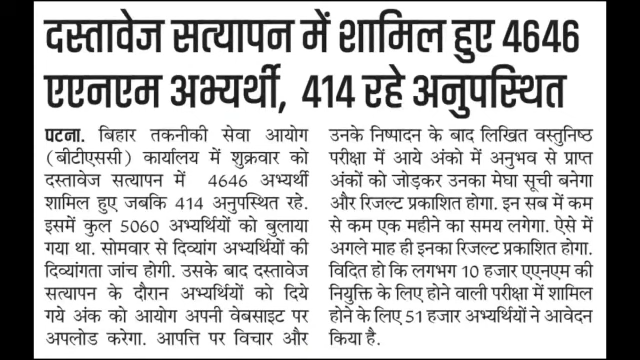 दस्तावेज सत्यापन में शामिल हुए 4646
एएनएम अभ्यर्थी, 414 रहे अनुपस्थित
पटना. बिहार तकनीकी सेवा आयोग
(बीटीएससी) कार्यालय में शुक्रवार को
दस्तावेज सत्यापन में 4646 अभ्यर्थी
शामिल हुए जबकि 414 अनुपस्थित रहे.
इसमें कुल 5060 अभ्यर्थियों को बुलाया
गया था. सोमवार से दिव्यांग अभ्यर्थियों की
दिव्यांगता जांच होगी. उसके बाद दस्तावेज
सत्यापन के दौरान अभ्यर्थियों को दिये
गये अंक को आयोग अपनी वेबसाइट पर
अपलोड करेगा. आपत्ति पर विचार और
उनके निष्पादन के बाद लिखित वस्तुनिष्ठ
परीक्षा में आये अंको में अनुभव से प्राप्त
अंकों को जोड़कर उनका मेघा सूची बनेगा
और रिजल्ट प्रकाशित होगा. इन सब में कम
से कम एक महीने का समय लगेगा. ऐसे में
अगले माह ही इनका रिजल्ट प्रकाशित होगा.
विदित हो कि लगभग 10 हजार एएनएम की
नियुक्ति के लिए होने वाली परीक्षा में शामिल
होने के लिए 51 हजार अभ्यर्थियों ने आवेदन
किया है.